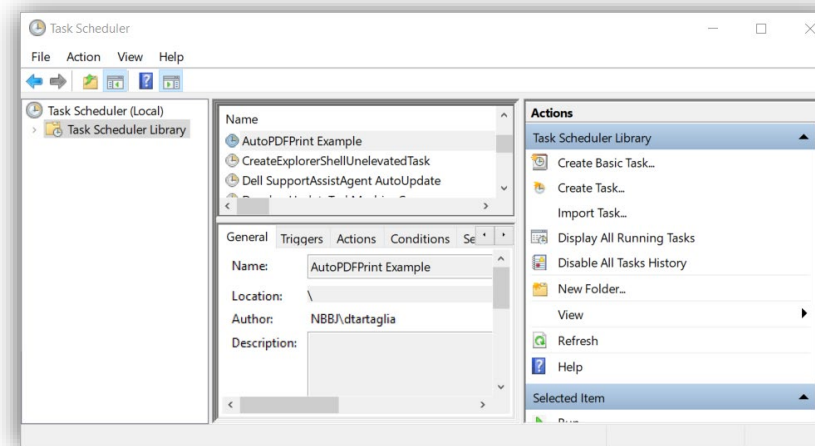 Task Scheduler
File Action View Help
Task Scheduler (Local)
Task Scheduler Library
Name
AutoPDFPrint Example
CreateExplorerShellUnelevatedTask
Dell SupportAssistAgent AutoUpdate
General Triggers Actions Conditions Se
Name: AutoPDFPrint Example
Location: \
Author: NBBJ\dtartaglia
Description:
Actions
Task Scheduler Library
Create Basic Task...
Create Task...
Import Task...
Display All Running Tasks
Disable All Tasks History
New Folder...
View
Refresh
Help
Selected Item
Run